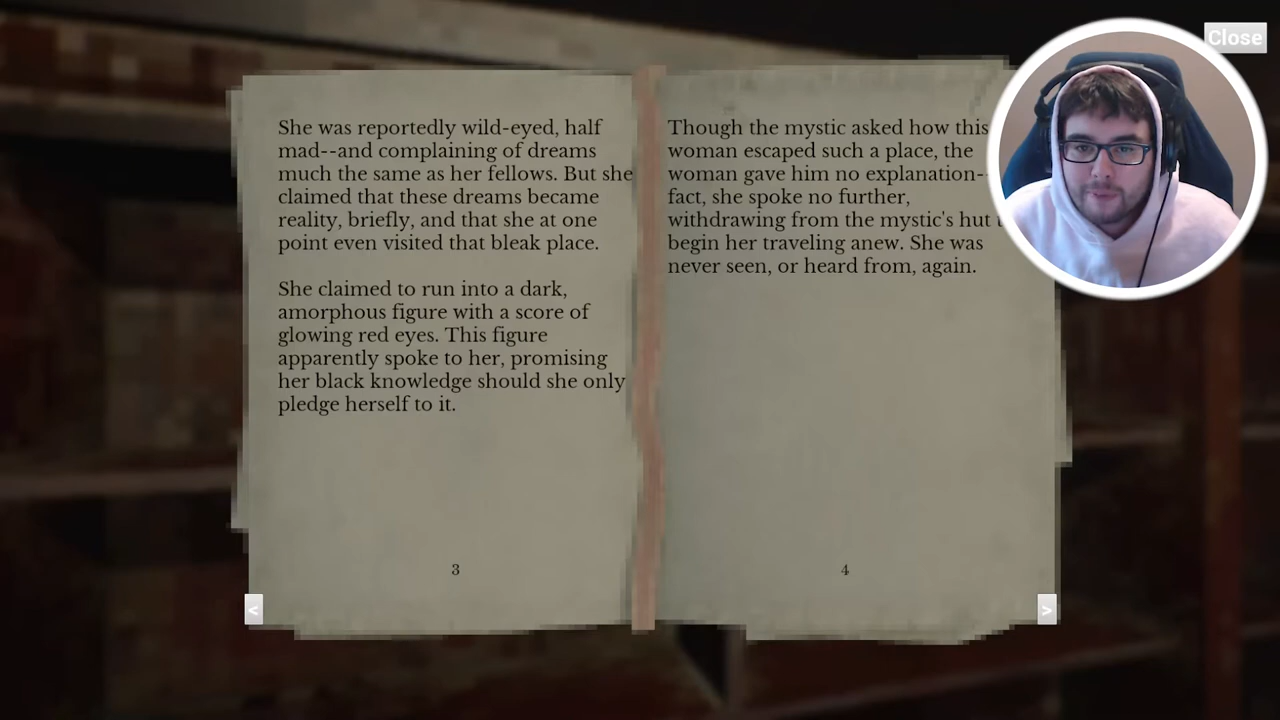 She was reportedly wild-eyed, half
mad--and complaining of dreams
much the same as her fellows. But she
claimed that these dreams became
reality, briefly, and that she at one
point even visited that bleak place.
She claimed to run into a dark,
amorphous figure with a score of
glowing red eyes. This figure
apparently spoke to her, promising
her black knowledge should she only
pledge herself to it.
3
Though the mystic asked how this
woman escaped such a place, the
woman gave him no explanation-
fact, she spoke no further,
withdrawing from the mystic's hut
begin her traveling anew. She was
never seen, or heard from, again.
4
Close
<
>